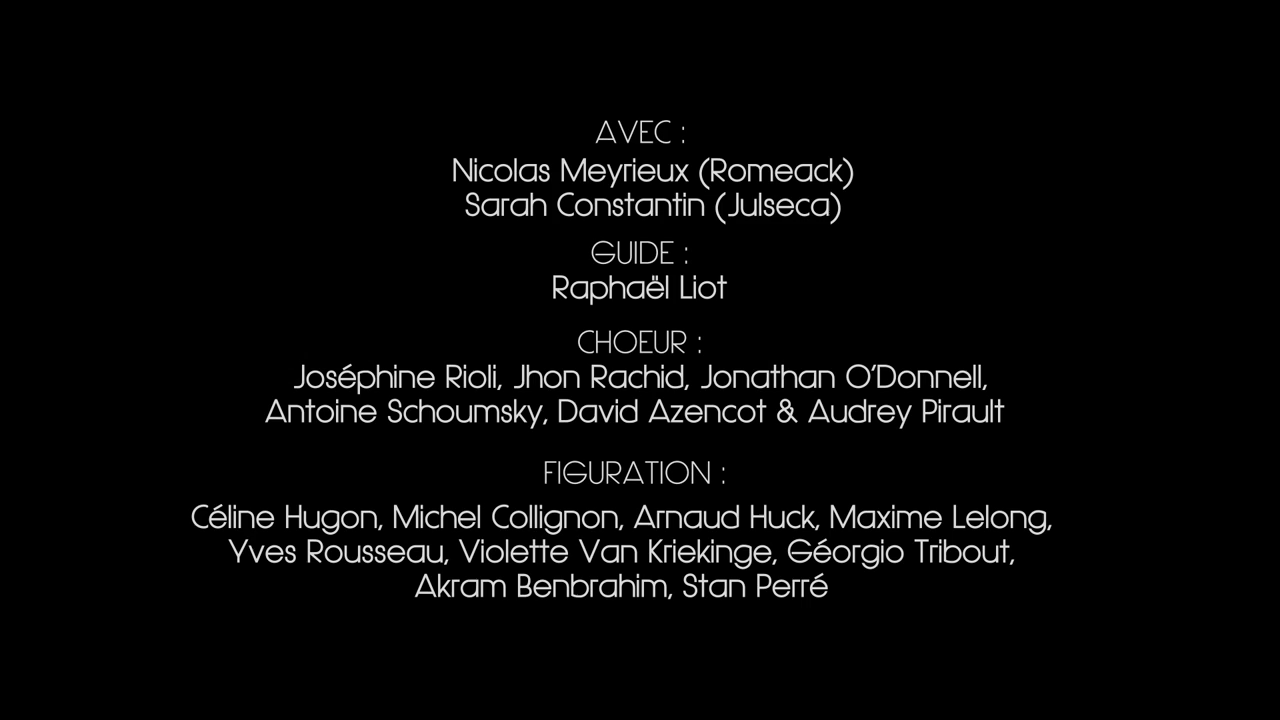 AVEC :
Nicolas Meyrieux (Romeack)
Sarah Constantin (Julseca)
GUIDE :
Raphaël Liot
CHOEUR :
Joséphine Rioli, Jhon Rachid, Jonathan O'Donnell,
Antoine Schoumsky, David Azencot & Audrey Pirault
FIGURATION :
Céline Hugon, Michel Collignon, Arnaud Huck, Maxime Lelong,
Yves Rousseau, Violette Van Kriekinge, Géorgio Tribout,
Akram Benbrahim, Stan Perré